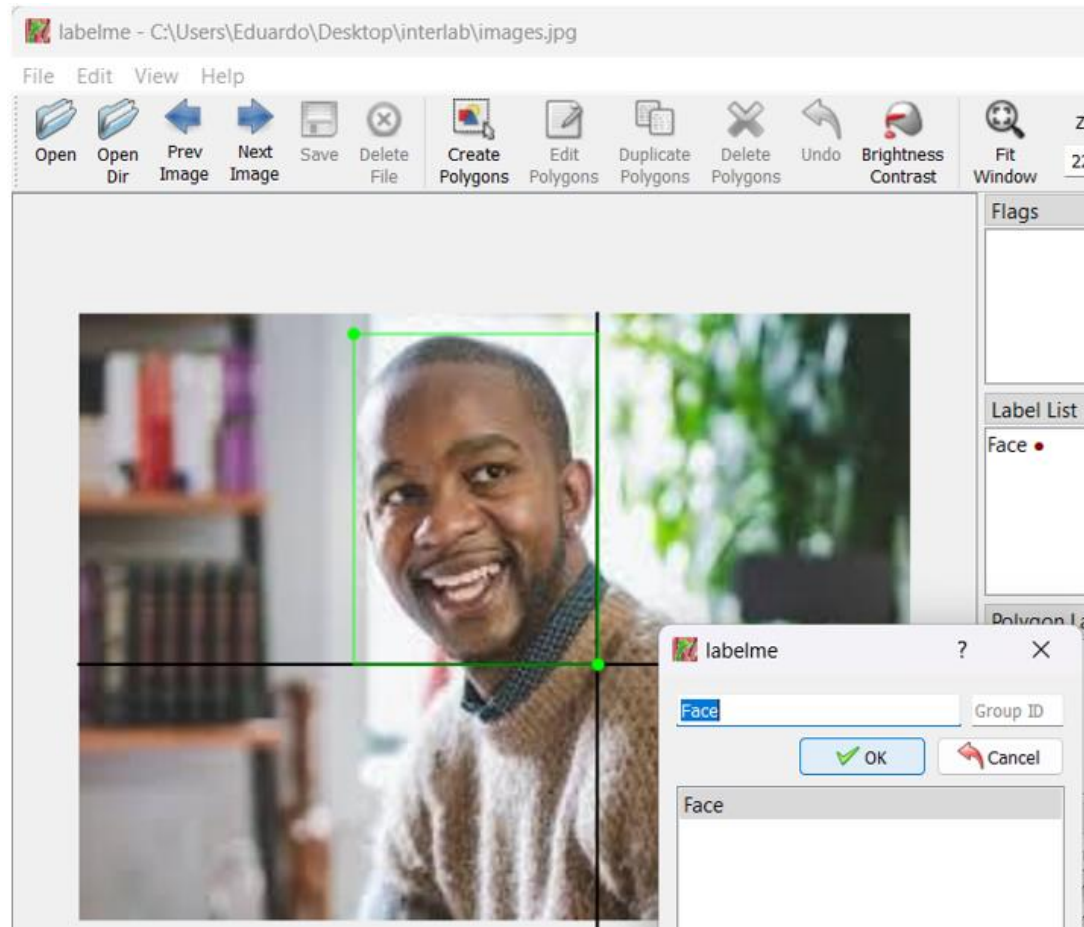 labelme - C:\Users\Eduardo\Desktop\interlab\images.jpg
File Edit View Help
Open
Open Dir
Prev Image
Next Image
Save
Delete File
Create Polygons
Edit Polygons
Duplicate Polygons
Delete Polygons
Undo
Brightness Contrast
Fit Window
Flags
Label List
Face
Polygon
labelme ?
Face Group ID
OK Cancel
Face